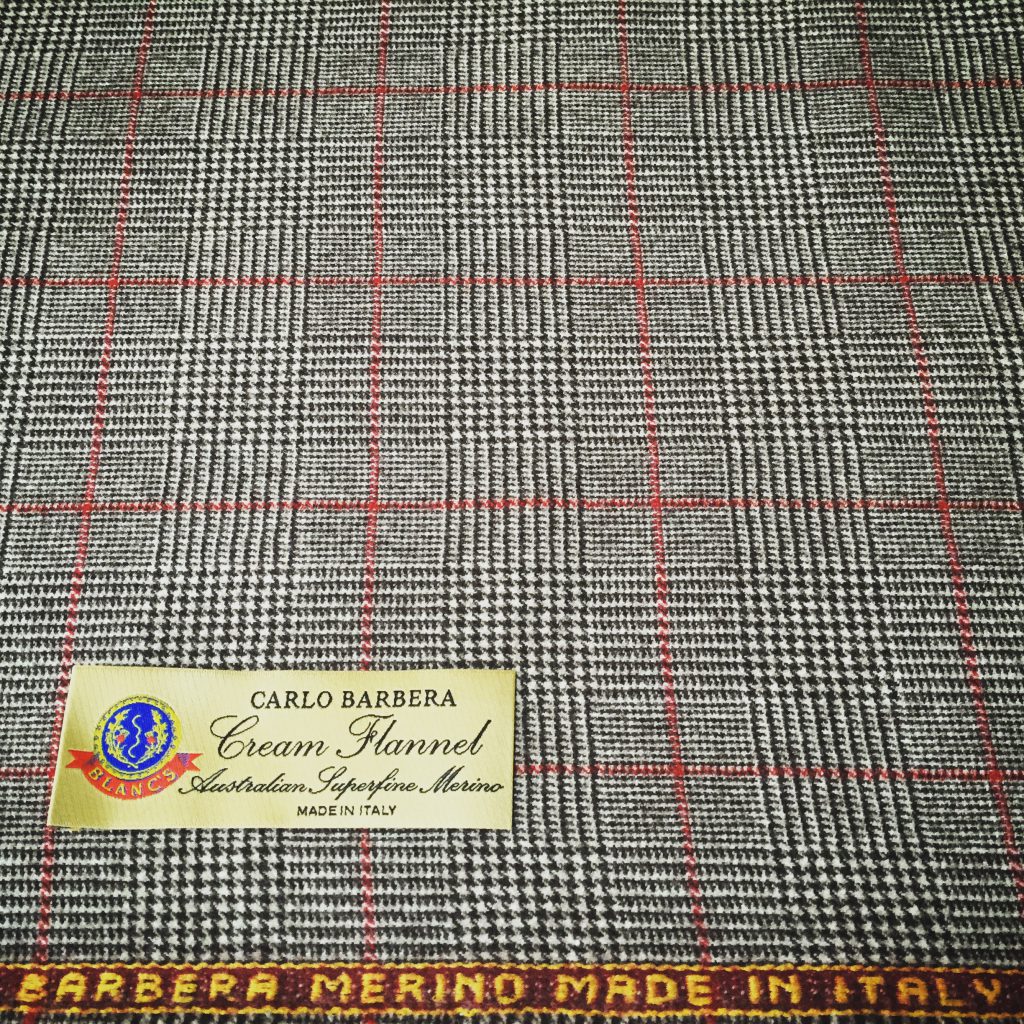 CARLO BARBERA
Cream Flannel
BLANC'S
Australian Superfine Merino
MADE IN ITALY
BARBERA MERINO MADE IN ITALY